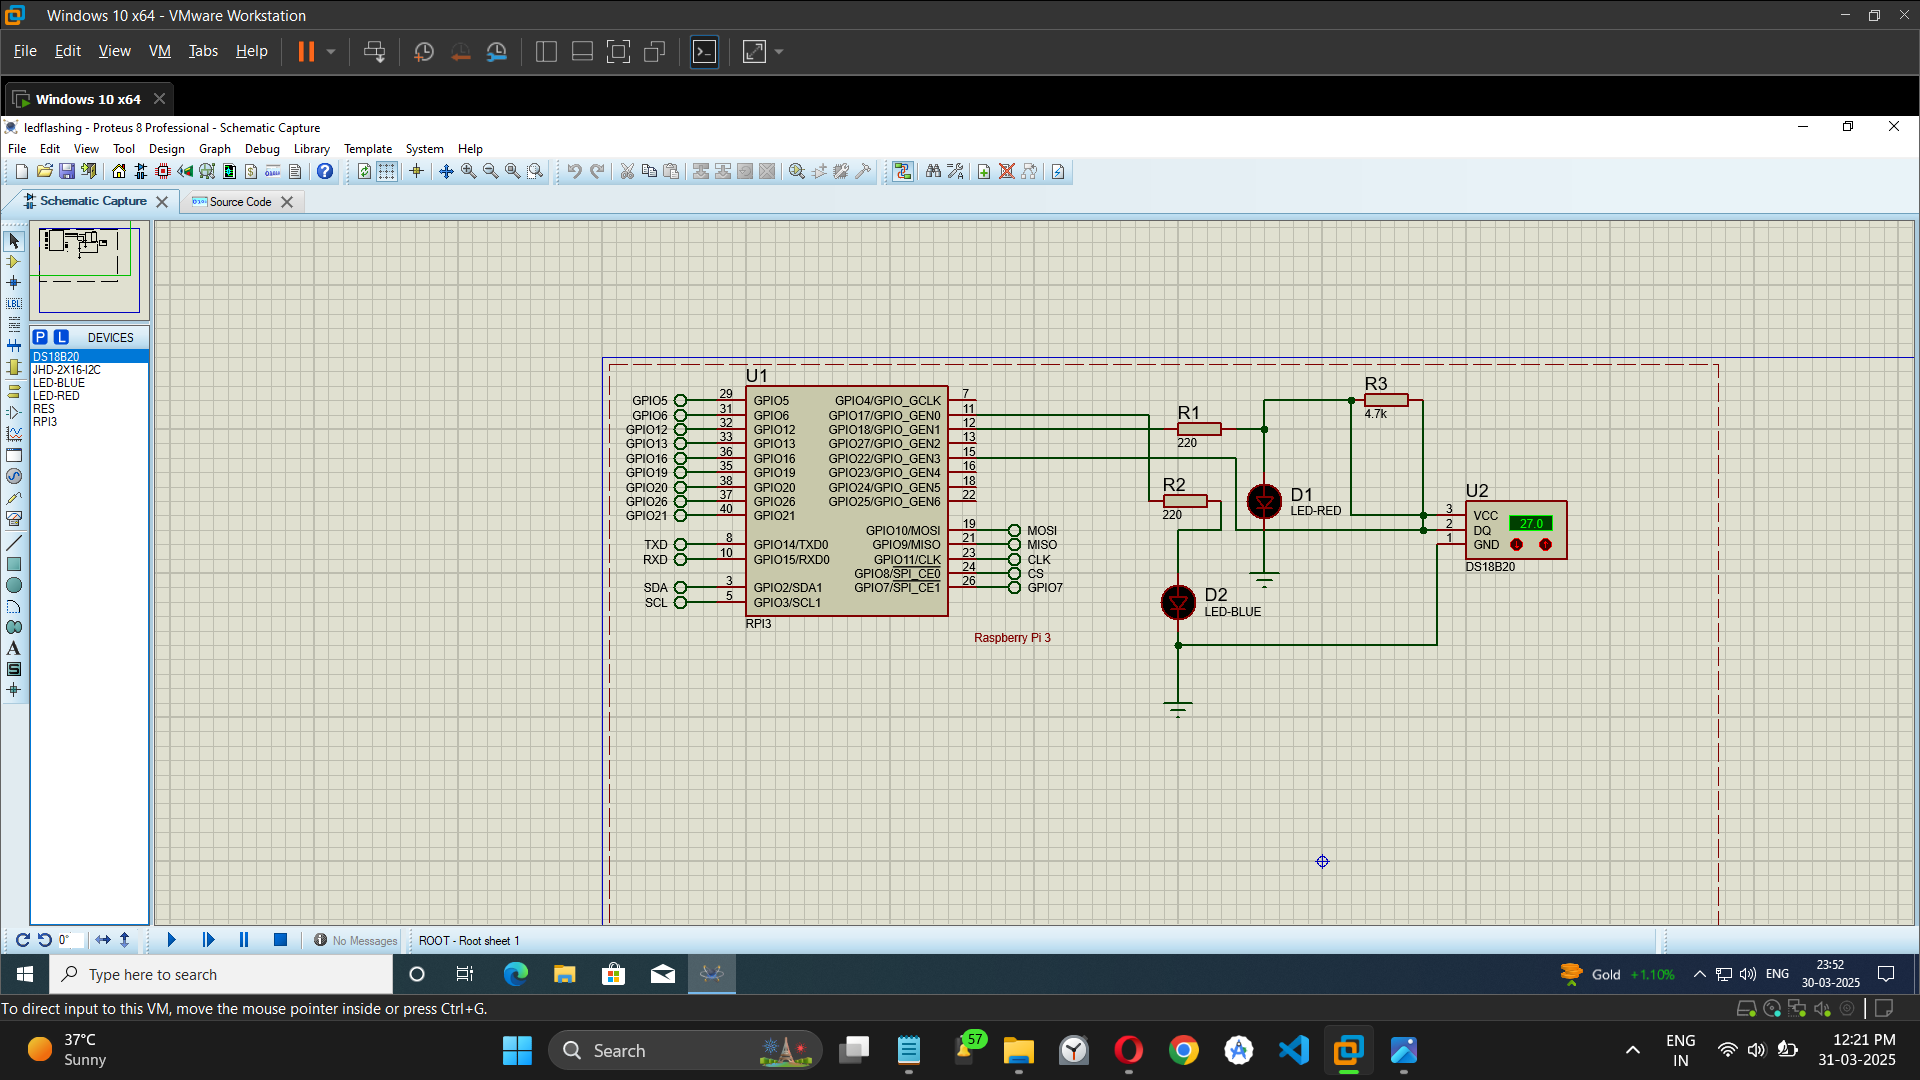 Windows 10 x64 - VMware Workstation
File Edit View VM Tabs Help
Windows 10 x64
ledflashing - Proteus 8 Professional - Schematic Capture
File Edit View Tool Design Graph Debug Library Template System Help
Schematic Capture
Source Code
P L DEVICES
DS18B20
JHD-2X16-I2C
LED-BLUE
LED-RED
RES
RPI3
U1
GPIO5 29 GPIO5 GPIO4/GPIO_GCLK 7
GPIO6 31 GPIO6 GPIO17/GPIO_GEN0 11
GPIO12 32 GPIO12 GPIO18/GPIO_GEN1 12
GPIO13 33 GPIO13 GPIO27/GPIO_GEN2 13
GPIO16 36 GPIO16 GPIO22/GPIO_GEN3 15
GPIO19 35 GPIO19 GPIO23/GPIO_GEN4 16
GPIO20 38 GPIO20 GPIO24/GPIO_GEN5 18
GPIO26 37 GPIO26 GPIO25/GPIO_GEN6 22
GPIO21 40 GPIO21
GPIO10/MOSI 19 MOSI
TXD 8 GPIO14/TXD0 GPIO9/MISO 21 MISO
RXD 10 GPIO15/RXD0 GPIO11/CLK 23 CLK
GPIO8/SPI_CE0 24 CS
SDA 3 GPIO2/SDA1 GPIO7/SPI_CE1 26 GPIO7
SCL 5 GPIO3/SCL1
RPI3
Raspberry Pi 3
R1
220
R2
220
R3
4.7k
D1
LED-RED
D2
LED-BLUE
U2
3 VCC
2 DQ 27.0
1 GND
DS18B20
0°
No Messages
ROOT - Root sheet 1
Type here to search
Gold +1.10%
ENG
23:52
30-03-2025
To direct input to this VM, move the mouse pointer inside or press Ctrl+G.
37°C
Sunny
Search
57
ENG
IN
12:21 PM
31-03-2025